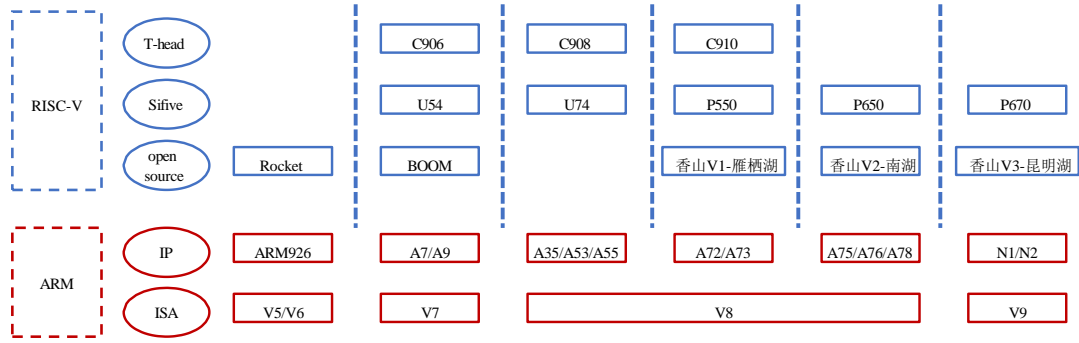 T-head
C906
C908
C910
RISC-V
Sifive
U54
U74
P550
P650
P670
open
source
Rocket
BOOM
香山V1-雁栖湖
香山V2-南湖
香山V3-昆明湖
ARM
IP
ARM926
A7/A9
A35/A53/A55
A72/A73
A75/A76/A78
N1/N2
ISA
V5/V6
V7
V8
V9